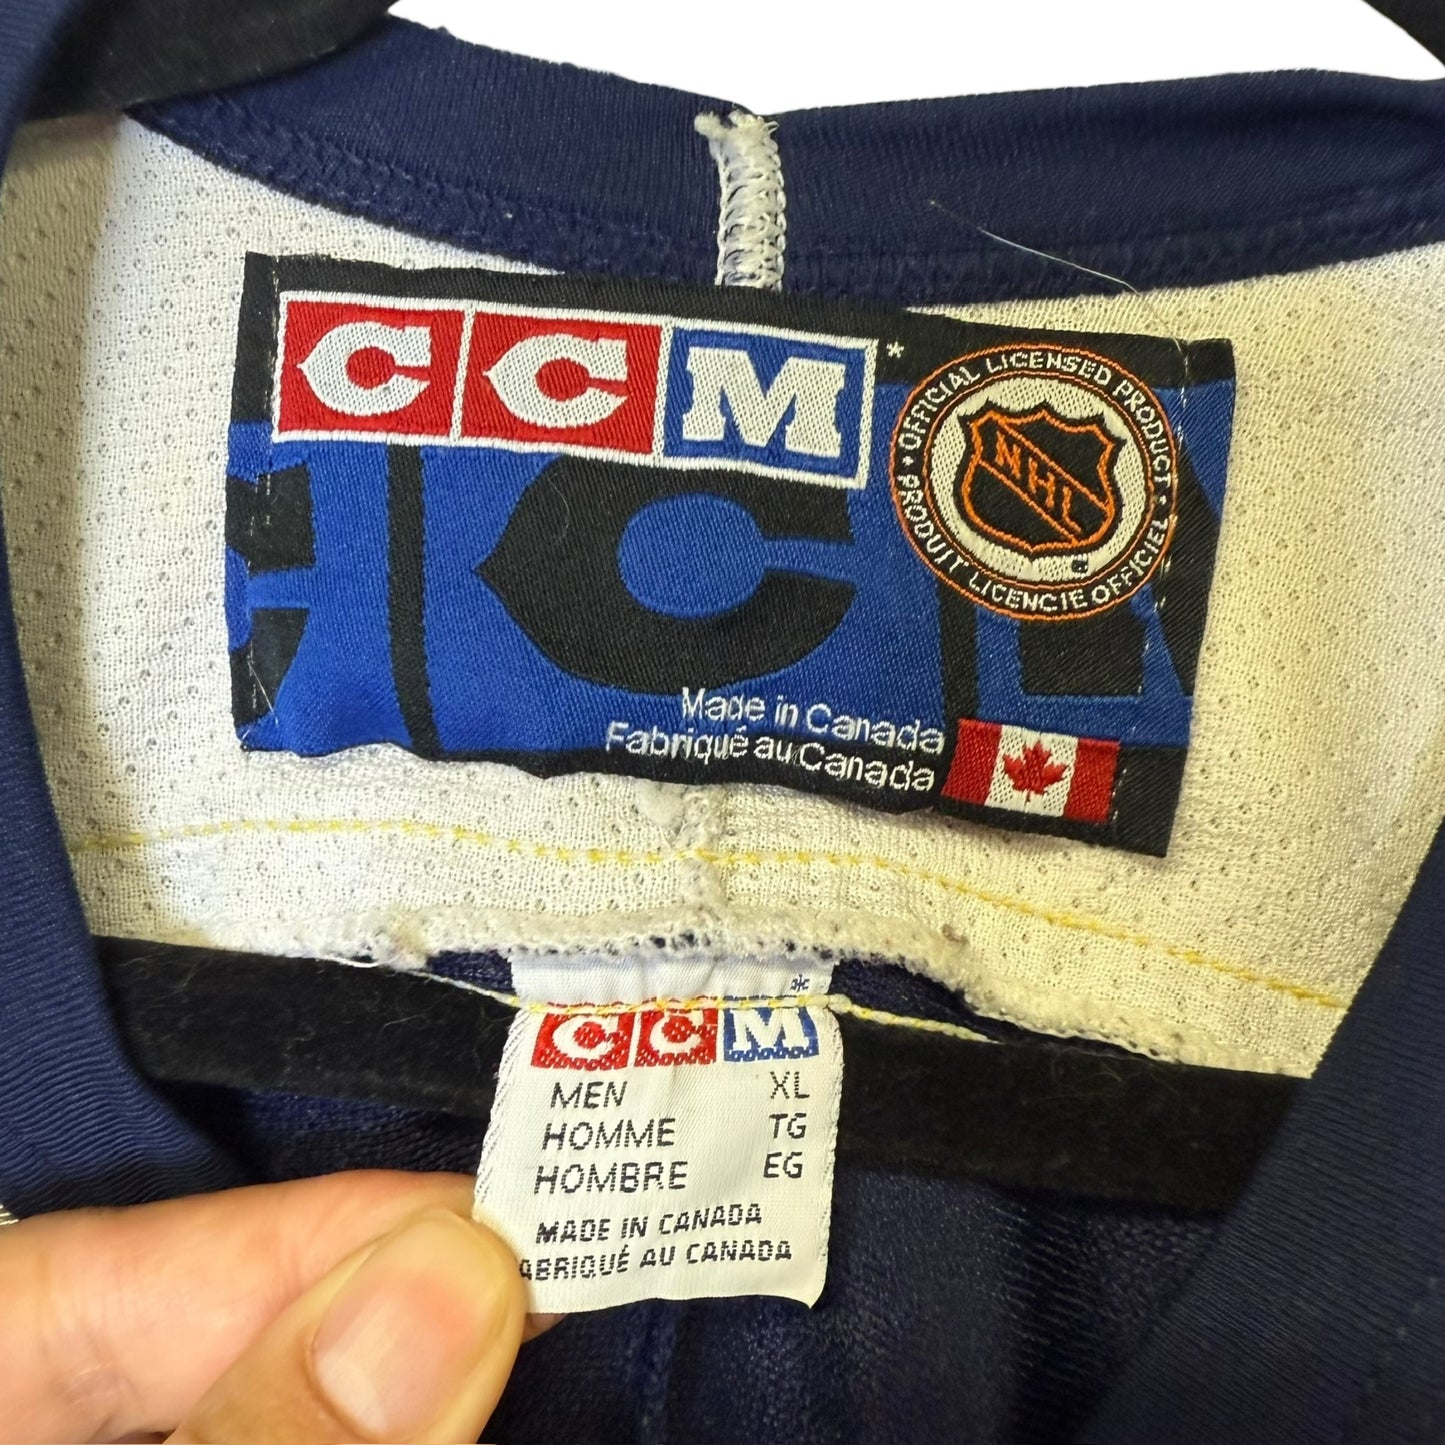 CCM*
OFFICIAL LICENSED PRODUCT
NHL
PRODUIT LICENCIE OFFICIEL
Made in Canada
Fabriqué au Canada
CCM*
MEN XL
HOMME TG
HOMBRE EG
MADE IN CANADA
ABRIQUÉ AU CANADA